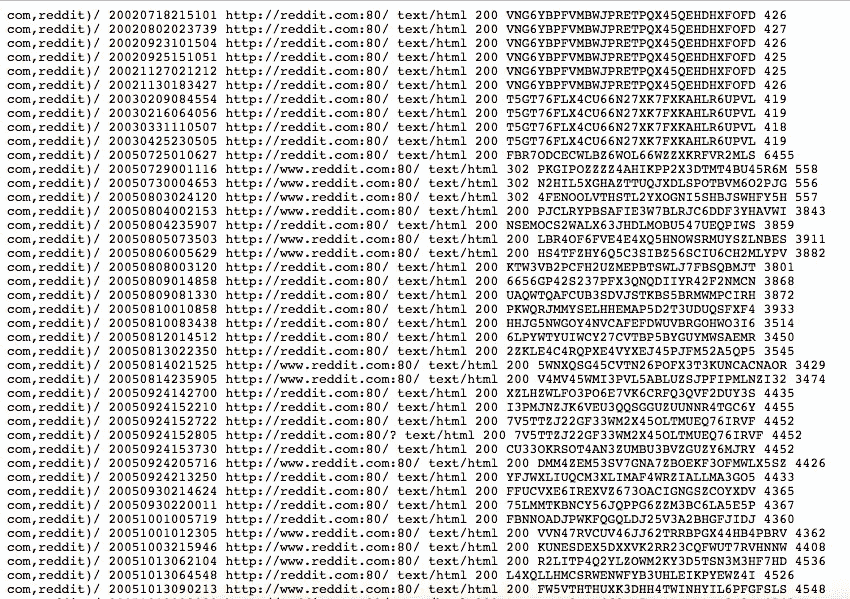 com,reddit)/ 20020718215101 http://reddit.com:80/ text/html 200 VNG6YBPFVMBWJPRETPQX45QEHDHXFOFD 426
com,reddit)/ 20020802023739 http://reddit.com:80/ text/html 200 VNG6YBPFVMBWJPRETPQX45QEHDHXFOFD 427
com,reddit)/ 20020923101504 http://reddit.com:80/ text/html 200 VNG6YBPFVMBWJPRETPQX45QEHDHXFOFD 426
com,reddit)/ 20020925151051 http://reddit.com:80/ text/html 200 VNG6YBPFVMBWJPRETPQX45QEHDHXFOFD 425
com,reddit)/ 20021127021212 http://reddit.com:80/ text/html 200 VNG6YBPFVMBWJPRETPQX45QEHDHXFOFD 425
com,reddit)/ 20021130183427 http://reddit.com:80/ text/html 200 VNG6YBPFVMBWJPRETPQX45QEHDHXFOFD 426
com,reddit)/ 20030209084554 http://reddit.com:80/ text/html 200 T5GT76FLX4CU66N27XK7FXKAHLR6UPVL 419
com,reddit)/ 20030216064056 http://reddit.com:80/ text/html 200 T5GT76FLX4CU66N27XK7FXKAHLR6UPVL 419
com,reddit)/ 20030331110507 http://reddit.com:80/ text/html 200 T5GT76FLX4CU66N27XK7FXKAHLR6UPVL 418
com,reddit)/ 20030425230505 http://reddit.com:80/ text/html 200 T5GT76FLX4CU66N27XK7FXKAHLR6UPVL 419
com,reddit)/ 20050725010627 http://reddit.com:80/ text/html 200 FBR7ODCECWLBZ6WOL66WZZXKRFVR2MLS 6455
com,reddit)/ 20050729001116 http://www.reddit.com:80/ text/html 302 PKGIPOZZZZ4AHIKPP2X3DTMT4BU45R6M 558
com,reddit)/ 20050730004653 http://www.reddit.com:80/ text/html 302 N2HIL5XGHAZTTUQJXDLSPOTBVM6O2PJG 556
com,reddit)/ 20050803024120 http://www.reddit.com:80/ text/html 302 4FENOOLVTHSTL2YXOGNI5SHBJSWHFY5H 557
com,reddit)/ 20050804002153 http://www.reddit.com:80/ text/html 200 PJCLRYPBSAFIE3W7BLRJC6DDF3YHAVWI 3843
com,reddit)/ 20050804235907 http://reddit.com:80/ text/html 200 NSEMOCS2WALX63JHDLMOBU547UEQPIWS 3859
com,reddit)/ 20050805073503 http://www.reddit.com:80/ text/html 200 LBR4OF6FVE4E4XQ5HNOWSRMUYSZLNBES 3911
com,reddit)/ 20050806005629 http://www.reddit.com:80/ text/html 200 HS4TFZHY6Q5C3SIBZ56SCIU6CH2MLYPV 3882
com,reddit)/ 20050808003120 http://reddit.com:80/ text/html 200 KTW3VB2PCFH2UZMEPBTSWLJ7FBSQBMJT 3801
com,reddit)/ 20050809014858 http://reddit.com:80/ text/html 200 6656GP42S237PFX3QNQDIIYR42F2NMCN 3868
com,reddit)/ 20050809081330 http://reddit.com:80/ text/html 200 UAQWTQAFCUB3SDVJSTKBS5BRMWMPCIRH 3872
com,reddit)/ 20050810010858 http://reddit.com:80/ text/html 200 PKWQRJMMYSELHHEMAP5D2T3UDUQSFXF4 3933
com,reddit)/ 20050810083438 http://reddit.com:80/ text/html 200 HHJG5NWGOY4NVCAFEFDWUVBRGOHWO3I6 3514
com,reddit)/ 20050812014512 http://reddit.com:80/ text/html 200 6LPYWTYUIWCY27CVTBP5BYGUYMWSAEMR 3450
com,reddit)/ 20050813022350 http://reddit.com:80/ text/html 200 2ZKLE4C4RQPXE4VYXEJ45PJFM52A5QP5 3545
com,reddit)/ 20050814021525 http://www.reddit.com:80/ text/html 200 5WNXQSG45CVTN26POFX3T3KUNCACNAOR 3429
com,reddit)/ 20050814235905 http://www.reddit.com:80/ text/html 200 V4MV45WMI3PVL5ABLUZSJPFIPMLNZI32 3474
com,reddit)/ 20050924142700 http://reddit.com:80/ text/html 200 XZLHZWLFO3PO6E7VK6CRFQ3QVF2DUY3S 4435
com,reddit)/ 20050924152210 http://reddit.com:80/ text/html 200 I3PMJNZJK6VEU3QQSGGUZUUNNR4TGC6Y 4455
com,reddit)/ 20050924152722 http://reddit.com:80/ text/html 200 7V5TTZJ22GF33WM2X45OLTMUEQ76IRVF 4452
com,reddit)/ 20050924152805 http://reddit.com:80/? text/html 200 7V5TTZJ22GF33WM2X45OLTMUEQ76IRVF 4452
com,reddit)/ 20050924153730 http://reddit.com:80/ text/html 200 CU33OKRSOT4AN3ZUMBU3BVZGUZY6MJRY 4452
com,reddit)/ 20050924205716 http://www.reddit.com:80/ text/html 200 DMM4ZEM53SV7GNA7ZBOEKF3OFMWLX5SZ 4426
com,reddit)/ 20050924213250 http://reddit.com:80/ text/html 200 YFJWXLIUQCM3XLIMAF4WRZIALLMA3GO5 4433
com,reddit)/ 20050930214624 http://reddit.com:80/ text/html 200 FFUCVXE6IREXVZ673OACIGNGSZCOYXDV 4365
com,reddit)/ 20050930220011 http://reddit.com:80/ text/html 200 75LMMTKBNCY56JQPPG6ZZM3BC6LA5E5P 4367
com,reddit)/ 20051001005719 http://reddit.com:80/ text/html 200 FBNNOADJPWKFQGQLDJ25V3A2BHGFJIDJ 4360
com,reddit)/ 20051001012305 http://www.reddit.com:80/ text/html 200 VVN47RVCUV46JJ62TRRBPGX44HB4PBRV 4362
com,reddit)/ 20051003215946 http://www.reddit.com:80/ text/html 200 KUNESDEX5DXXVK2RR23CQFWUT7RVHNNW 4408
com,reddit)/ 20051013062104 http://www.reddit.com:80/ text/html 200 R2LITP4Q2YLZOWM2KY3D5TSN3M3HF7HD 4536
com,reddit)/ 20051013064548 http://reddit.com:80/ text/html 200 L4XQLLHMCSRWENWFYB3UHLEIKPYEWZ4I 4526
com,reddit)/ 20051013090213 http://www.reddit.com:80/ text/html 200 FW5VTHTHUXK3DHH4TWINHYIL6PFGFSLS 4548